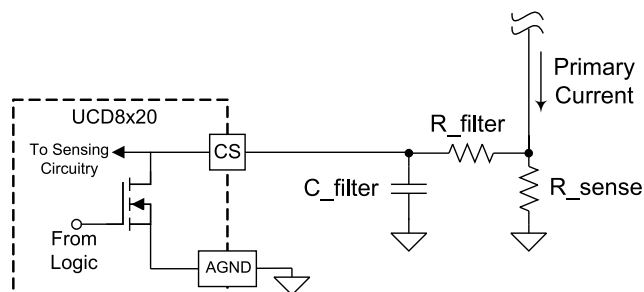 Primary
Current
UCD8x20
R_filter
To Sensing
Circuitry
CS
C_filter
R_sense
From
Logic
AGND